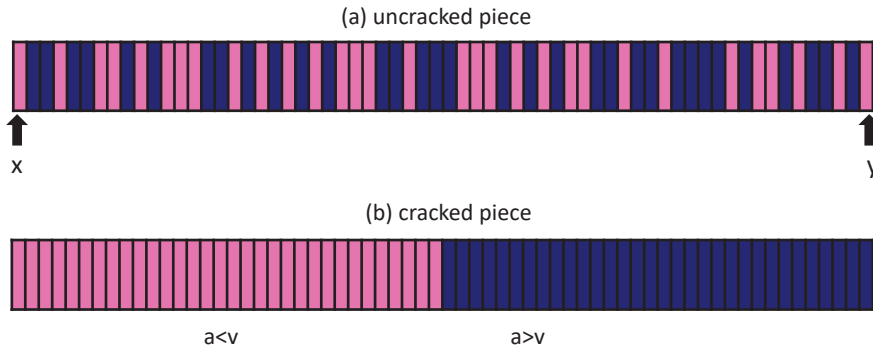 (a) uncracked piece
x
y
(b) cracked piece
a<v
a>v